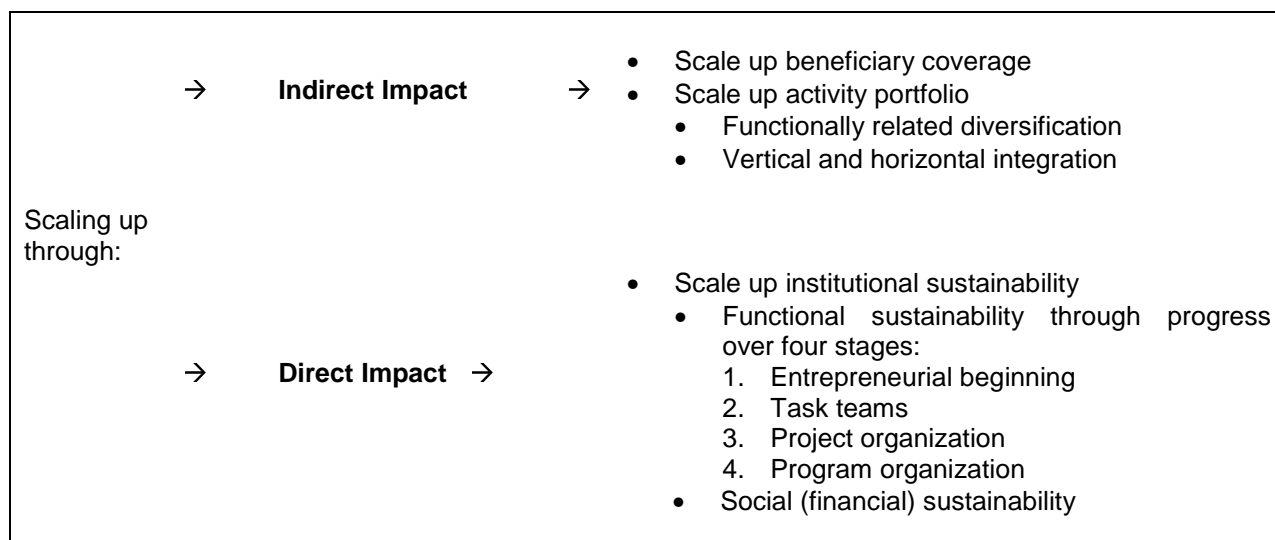 • Scale up beneficiary coverage
→ Indirect Impact → • Scale up activity portfolio
• Functionally related diversification
• Vertical and horizontal integration
Scaling up
through:
• Scale up institutional sustainability
• Functional sustainability through progress
over four stages:
→ Direct Impact → 1. Entrepreneurial beginning
2. Task teams
3. Project organization
4. Program organization
• Social (financial) sustainability